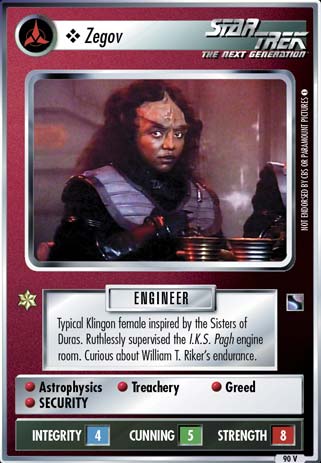 ❖ Zegov
STAR TREK
THE NEXT GENERATION
NOT ENDORSED BY CBS OR PARAMOUNT PICTURES
ENGINEER
Typical Klingon female inspired by the Sisters of
Duras. Ruthlessly supervised the I.K.S. Pagh engine
room. Curious about William T. Riker's endurance.
Astrophysics
Treachery
Greed
SECURITY
INTEGRITY 4 CUNNING 5 STRENGTH 8
90 V